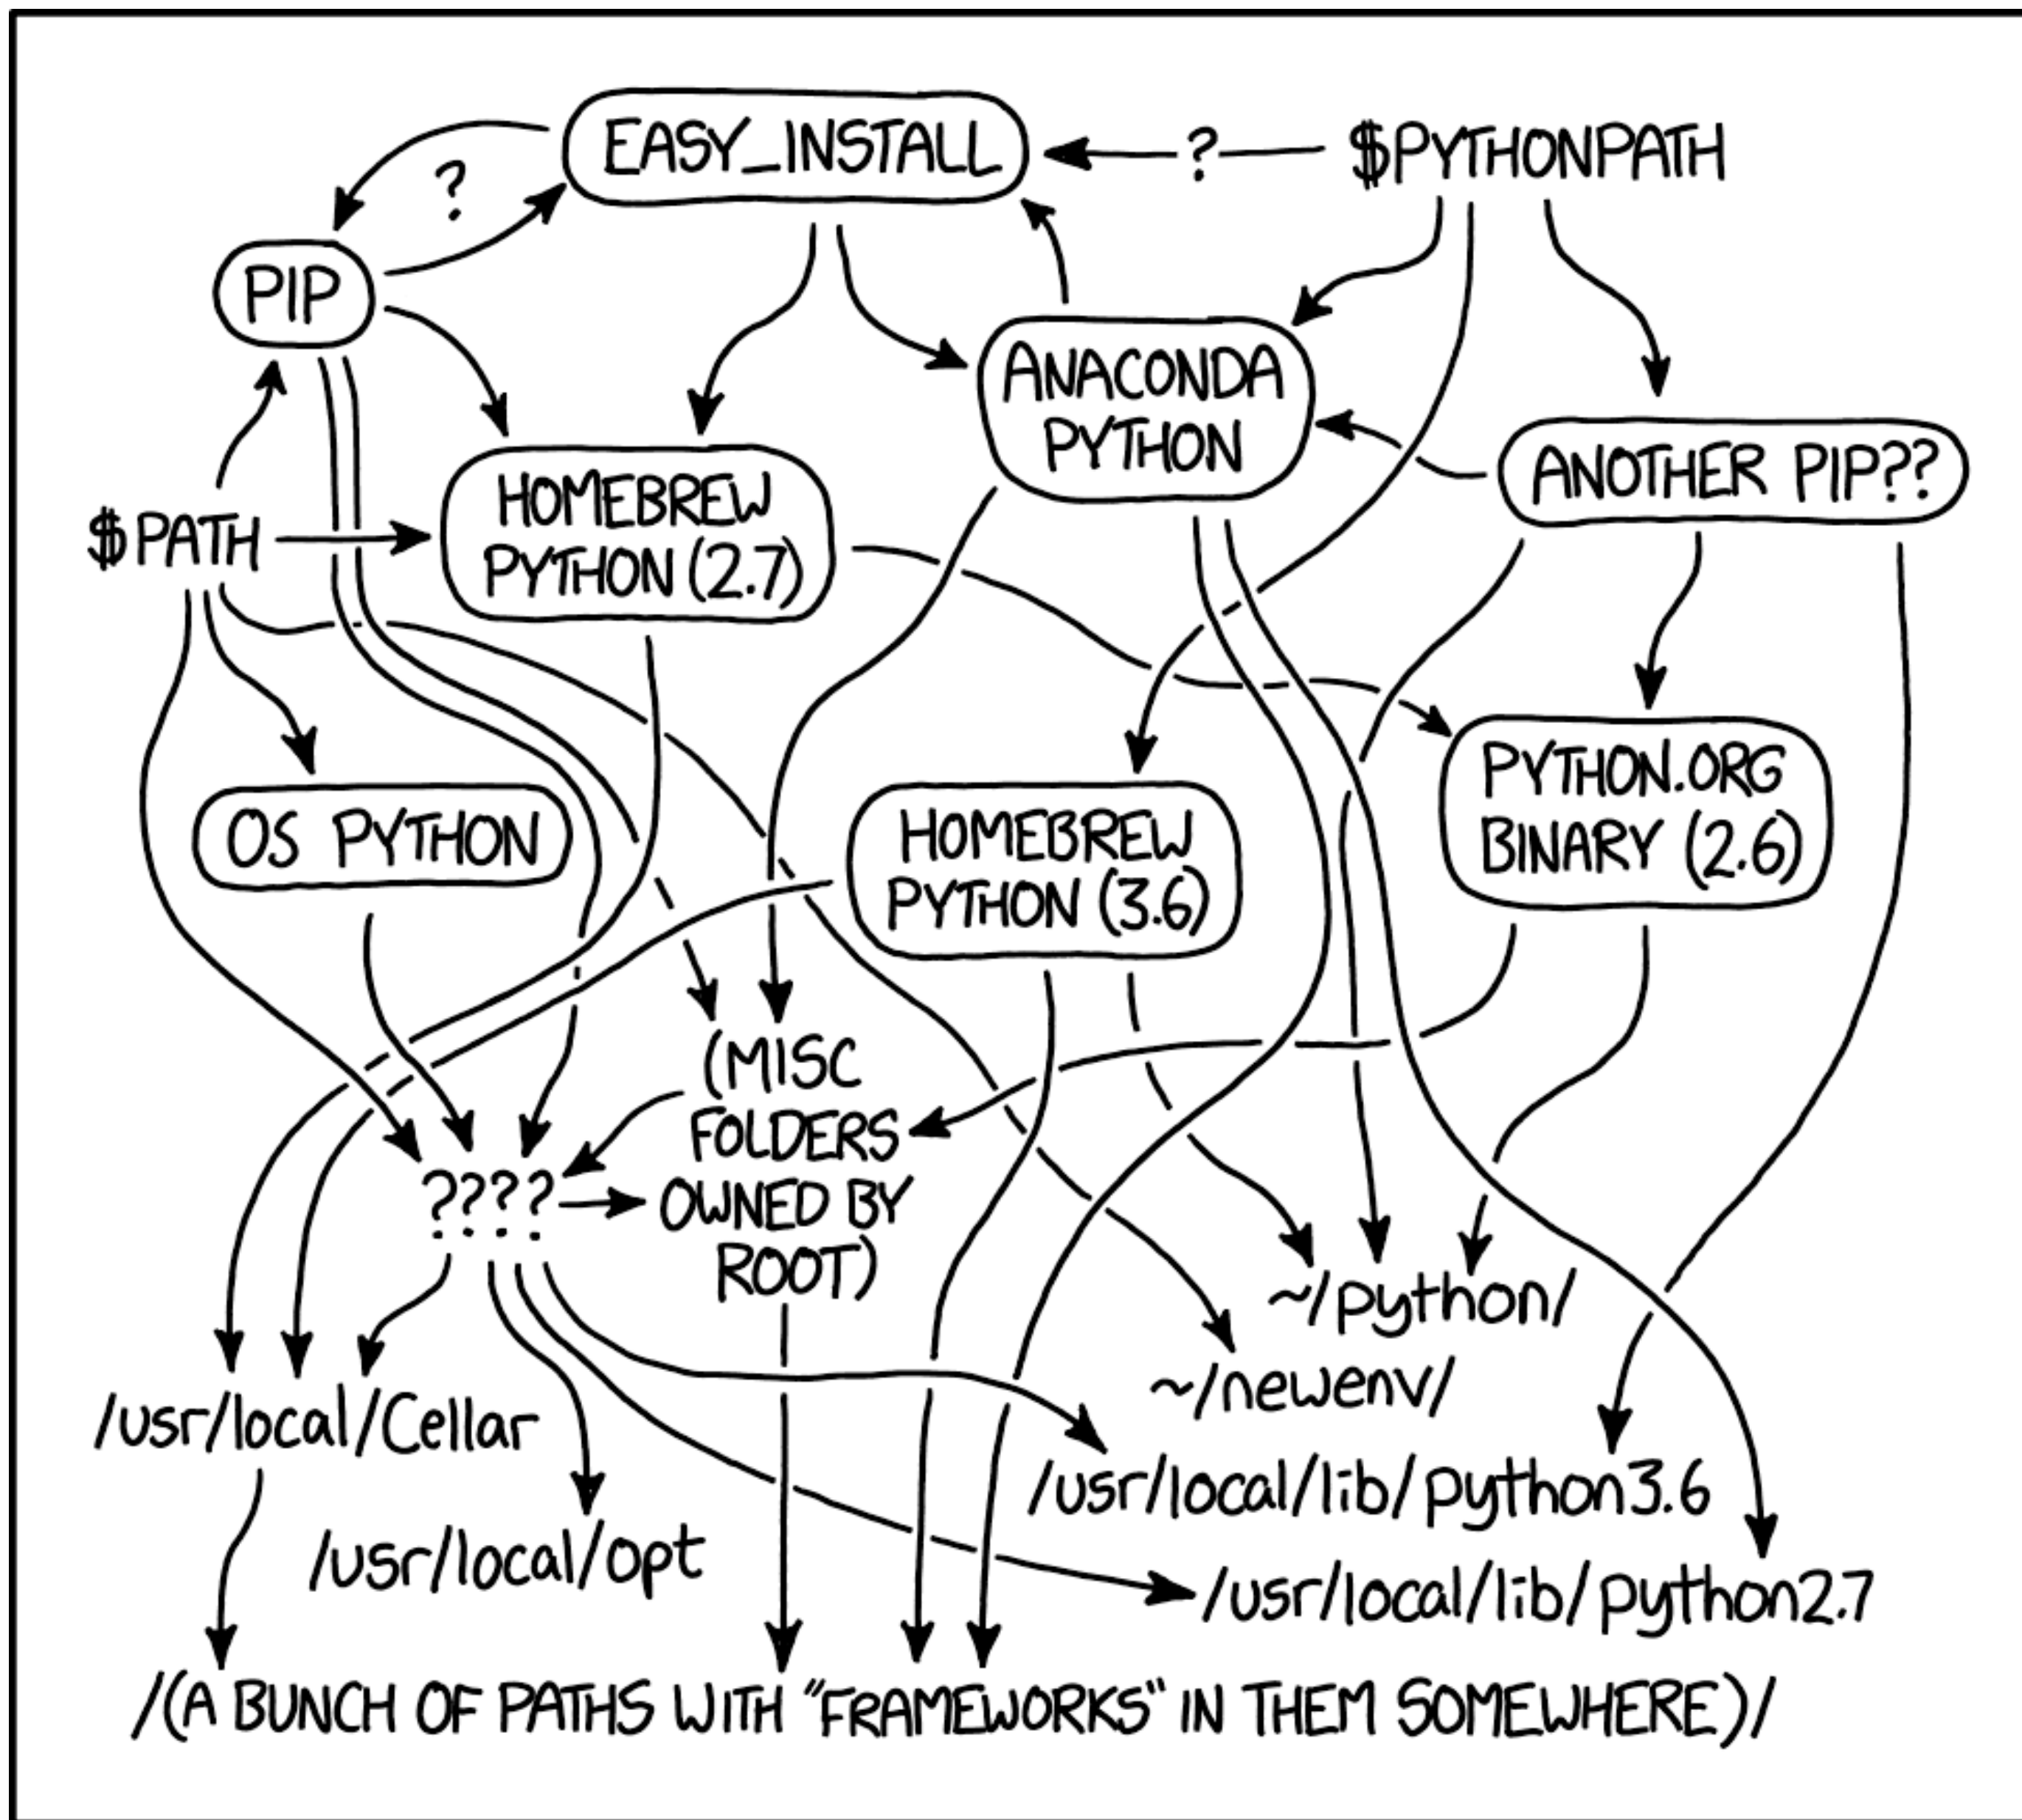 EASY_INSTALL
?
$PYTHONPATH
?
PIP
ANACONDA
PYTHON
ANOTHER PIP??
HOMEBREW
PYTHON (2.7)
$PATH
OS PYTHON
HOMEBREW
PYTHON (3.6)
PYTHON.ORG
BINARY (2.6)
(MISC
FOLDERS
OWNED BY
ROOT)
????
~/python/
~/newenv/
/usr/local/Cellar
/usr/local/lib/python3.6
/usr/local/opt
/usr/local/lib/python2.7
/(A BUNCH OF PATHS WITH "FRAMEWORKS" IN THEM SOMEWHERE)/